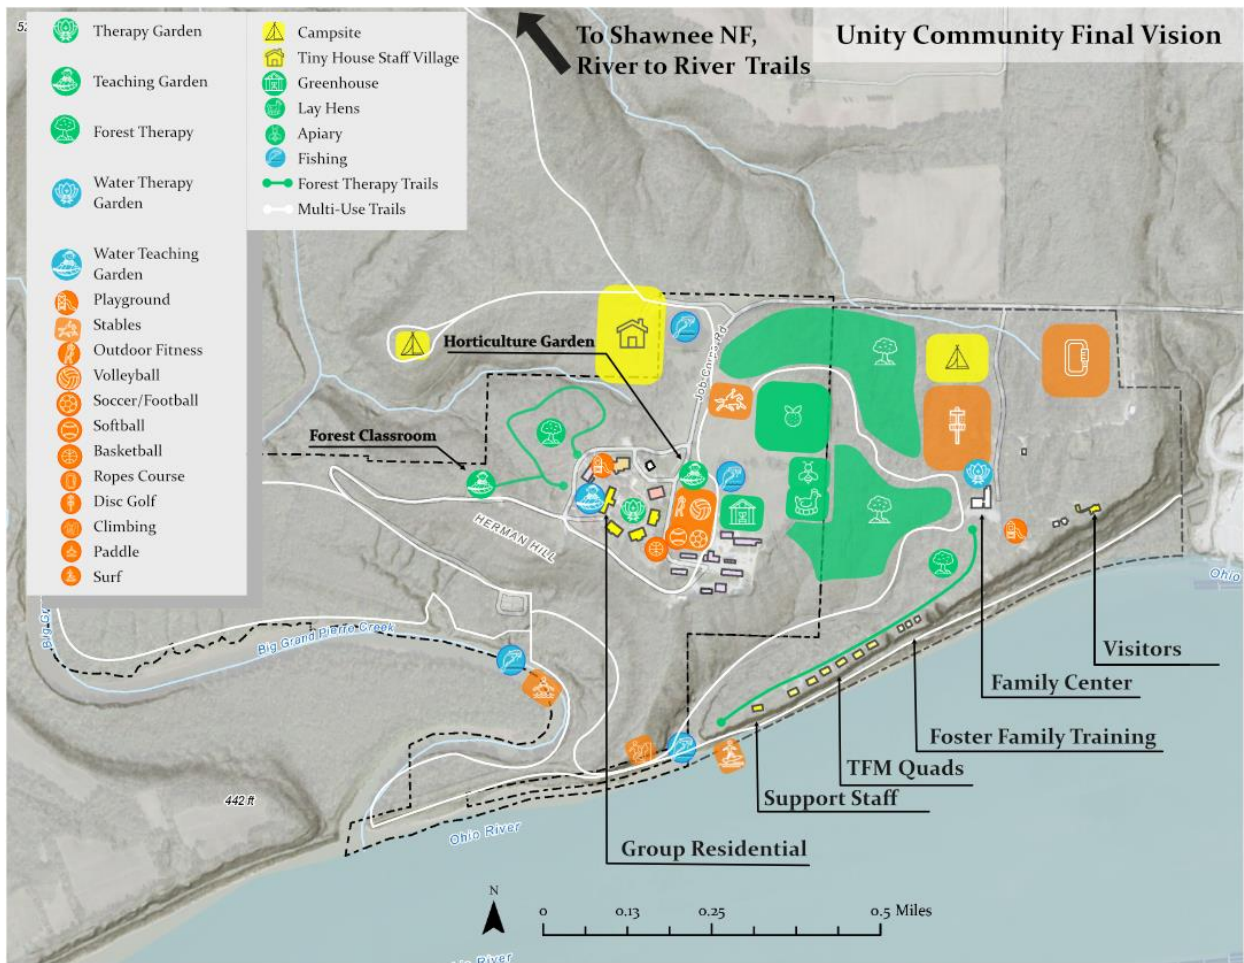 Unity Community Final Vision
To Shawnee NF,
River to River Trails
Therapy Garden
Teaching Garden
Forest Therapy
Water Therapy
Garden
Water Teaching
Garden
Playground
Stables
Outdoor Fitness
Volleyball
Soccer/Football
Softball
Basketball
Ropes Course
Disc Golf
Climbing
Paddle
Surf
Campsite
Tiny House Staff Village
Greenhouse
Lay Hens
Apiary
Fishing
Forest Therapy Trails
Multi-Use Trails
Horticulture Garden
Job Corps Rd
Forest Classroom
HERMAN HILL
Big Grand Pierre Creek
Ohio
Visitors
Family Center
Foster Family Training
TFM Quads
Support Staff
Group Residential
442 ft
Ohio River
N
0 0.13 0.25 0.5 Miles
River